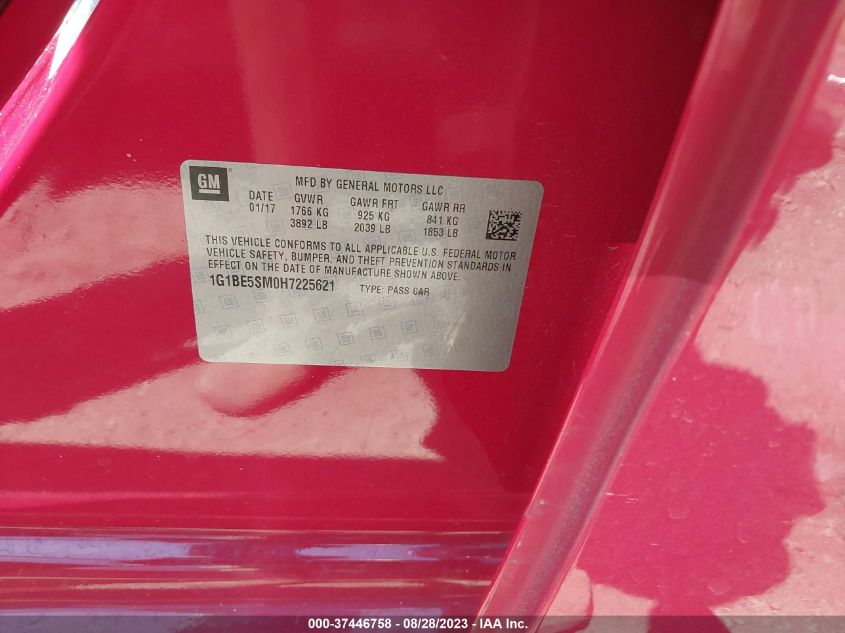 GM
MFD BY GENERAL MOTORS LLC
DATE GVWR GAWR FRT GAWR RR
01/17 1766 KG 925 KG 841 KG
3892 LB 2039 LB 1853 LB
THIS VEHICLE CONFORMS TO ALL APPLICABLE U.S. FEDERAL MOTOR
VEHICLE SAFETY, BUMPER, AND THEFT PREVENTION STANDARDS IN
EFFECT ON THE DATE OF MANUFACTURE SHOWN ABOVE.
1G1BE5SM0H7225621 TYPE: PASS CAR
000-37446758 - 08/28/2023 - IAA Inc.